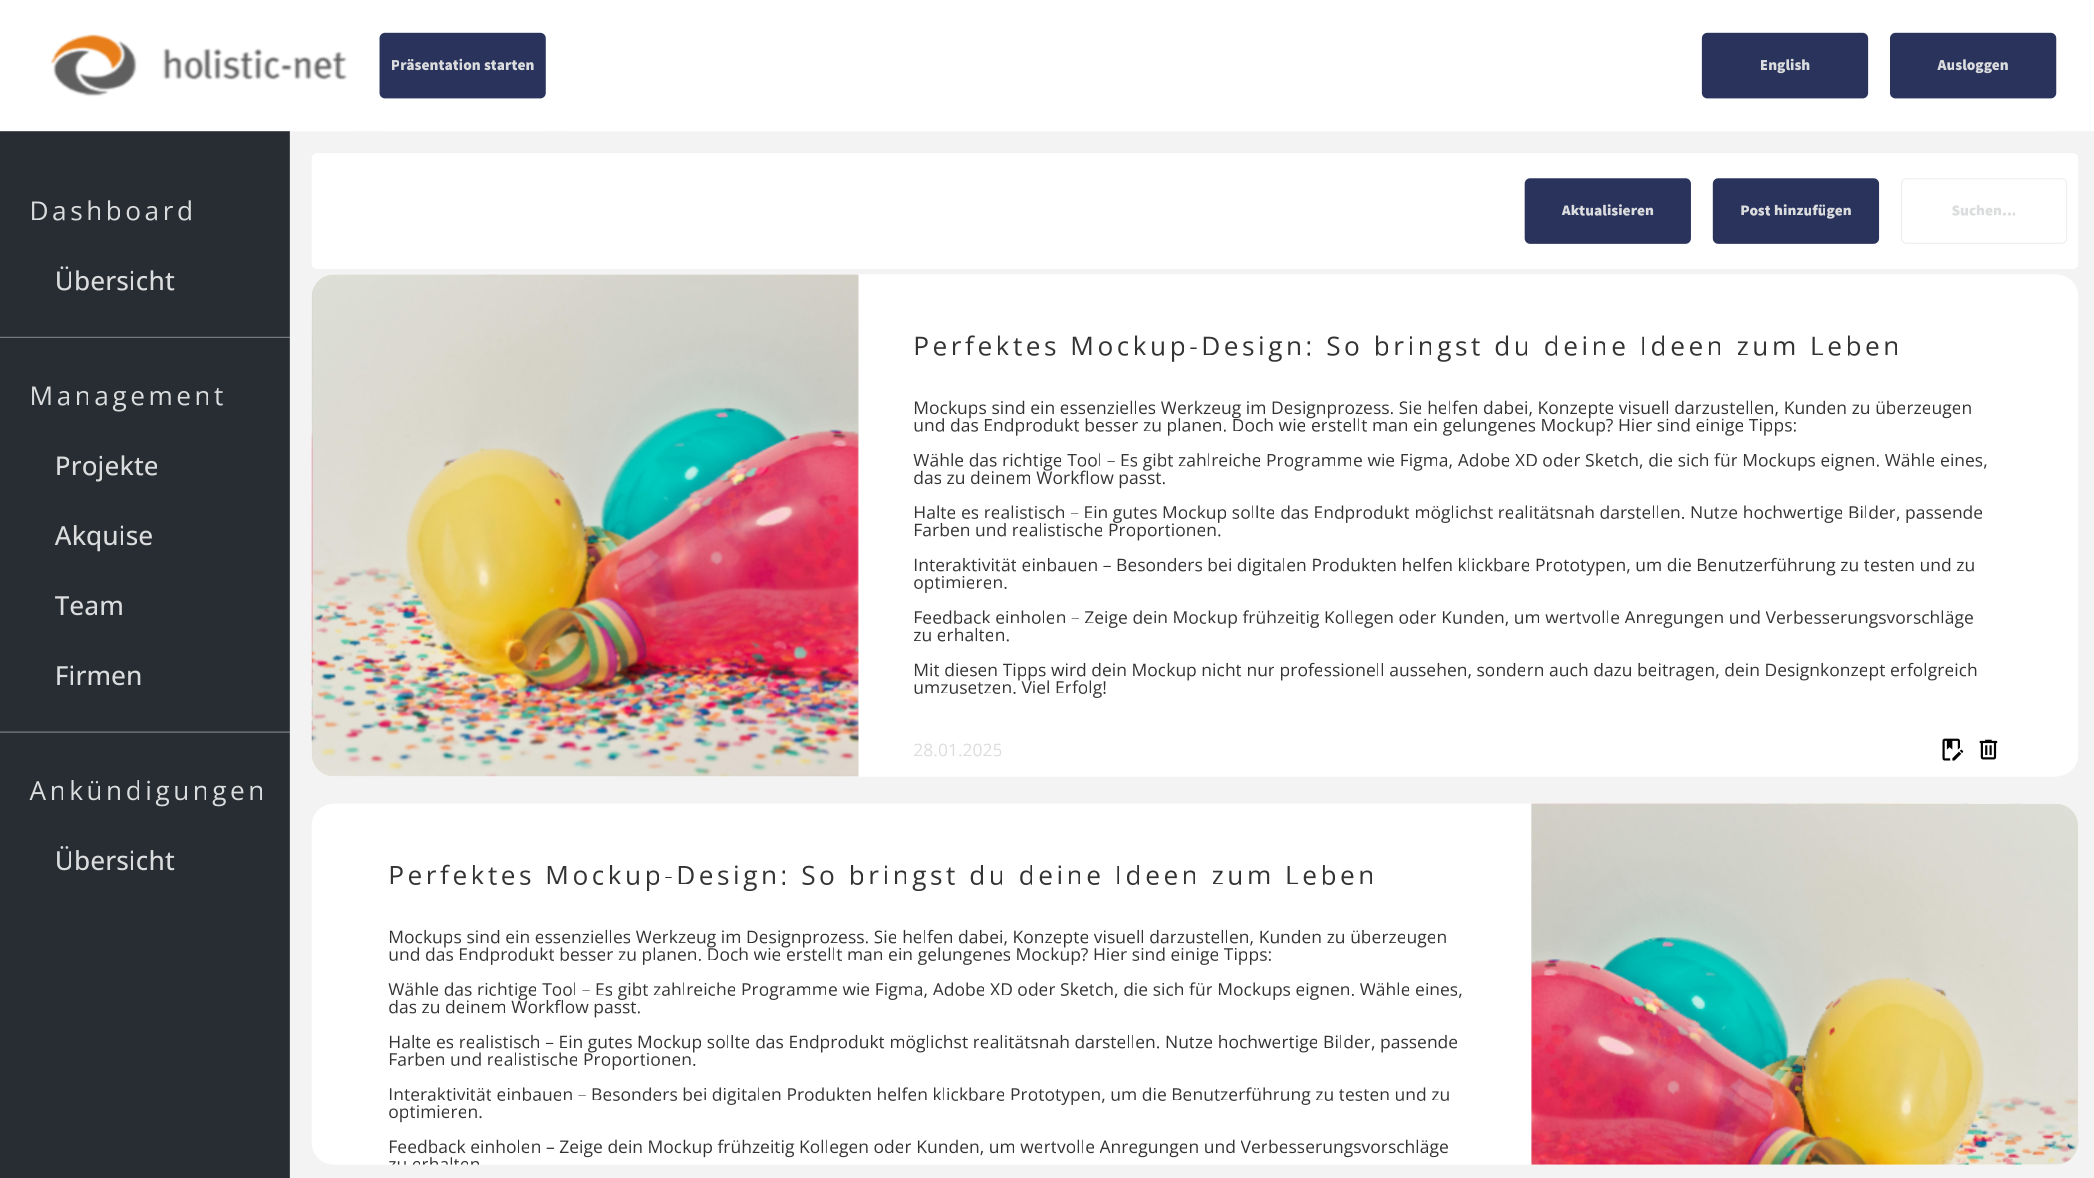 holistic-net
Präsentation starten
English
Ausloggen
Dashboard
Übersicht
Management
Projekte
Akquise
Team
Firmen
Ankündigungen
Übersicht
Aktualisieren
Post hinzufügen
Suchen...
Perfektes Mockup-Design: So bringst du deine Ideen zum Leben
Mockups sind ein essenzielles Werkzeug im Designprozess. Sie helfen dabei, Konzepte visuell darzustellen, Kunden zu überzeugen
und das Endprodukt besser zu planen. Doch wie erstellt man ein gelungenes Mockup? Hier sind einige Tipps:
Wähle das richtige Tool – Es gibt zahlreiche Programme wie Figma, Adobe XD oder Sketch, die sich für Mockups eignen. Wähle eines,
das zu deinem Workflow passt.
Halte es realistisch – Ein gutes Mockup sollte das Endprodukt möglichst realitätsnah darstellen. Nutze hochwertige Bilder, passende
Farben und realistische Proportionen.
Interaktivität einbauen – Besonders bei digitalen Produkten helfen klickbare Prototypen, um die Benutzerführung zu testen und zu
optimieren.
Feedback einholen – Zeige dein Mockup frühzeitig Kollegen oder Kunden, um wertvolle Anregungen und Verbesserungsvorschläge
zu erhalten.
Mit diesen Tipps wird dein Mockup nicht nur professionell aussehen, sondern auch dazu beitragen, dein Designkonzept erfolgreich
umzusetzen. Viel Erfolg!
28.01.2025
Perfektes Mockup-Design: So bringst du deine Ideen zum Leben
Mockups sind ein essenzielles Werkzeug im Designprozess. Sie helfen dabei, Konzepte visuell darzustellen, Kunden zu überzeugen
und das Endprodukt besser zu planen. Doch wie erstellt man ein gelungenes Mockup? Hier sind einige Tipps:
Wähle das richtige Tool – Es gibt zahlreiche Programme wie Figma, Adobe XD oder Sketch, die sich für Mockups eignen. Wähle eines,
das zu deinem Workflow passt.
Halte es realistisch – Ein gutes Mockup sollte das Endprodukt möglichst realitätsnah darstellen. Nutze hochwertige Bilder, passende
Farben und realistische Proportionen.
Interaktivität einbauen – Besonders bei digitalen Produkten helfen klickbare Prototypen, um die Benutzerführung zu testen und zu
optimieren.
Feedback einholen – Zeige dein Mockup frühzeitig Kollegen oder Kunden, um wertvolle Anregungen und Verbesserungsvorschläge
zu erhalten.